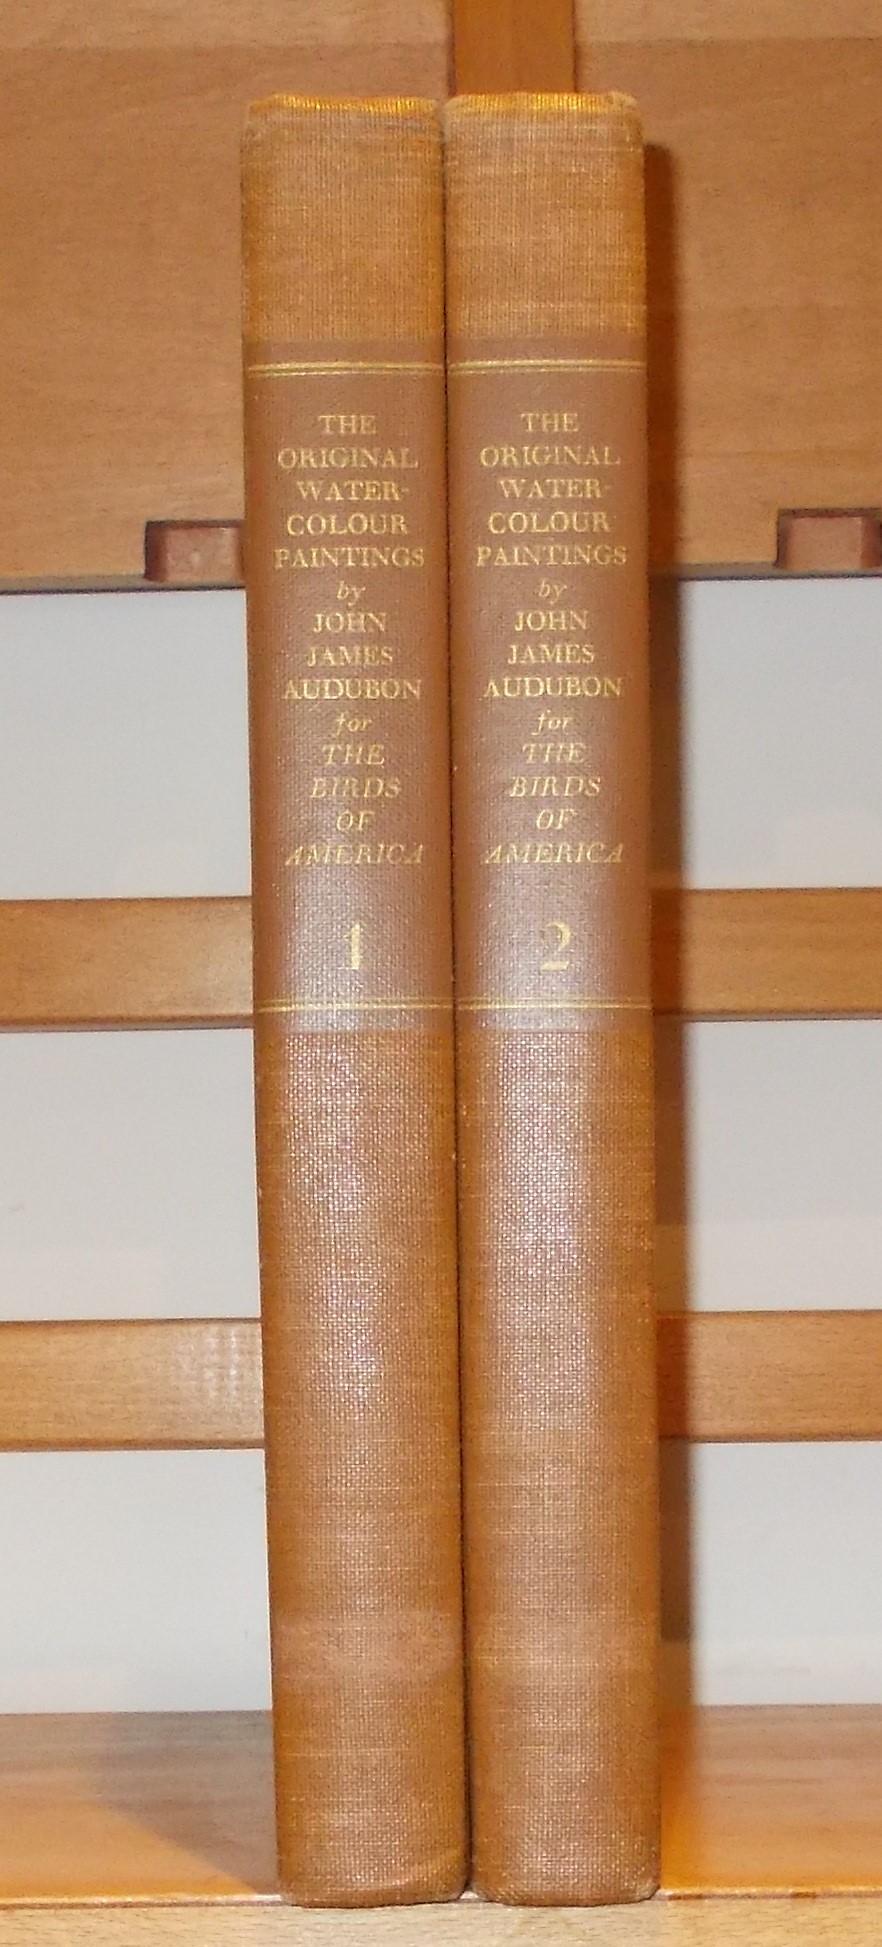 THE
ORIGINAL
WATER-
COLOUR
PAINTINGS
by
JOHN
JAMES
AUDUBON
for
THE
BIRDS
OF
AMERICA
1
THE
ORIGINAL
WATER-
COLOUR
PAINTINGS
by
JOHN
JAMES
AUDUBON
for
THE
BIRDS
OF
AMERICA
2